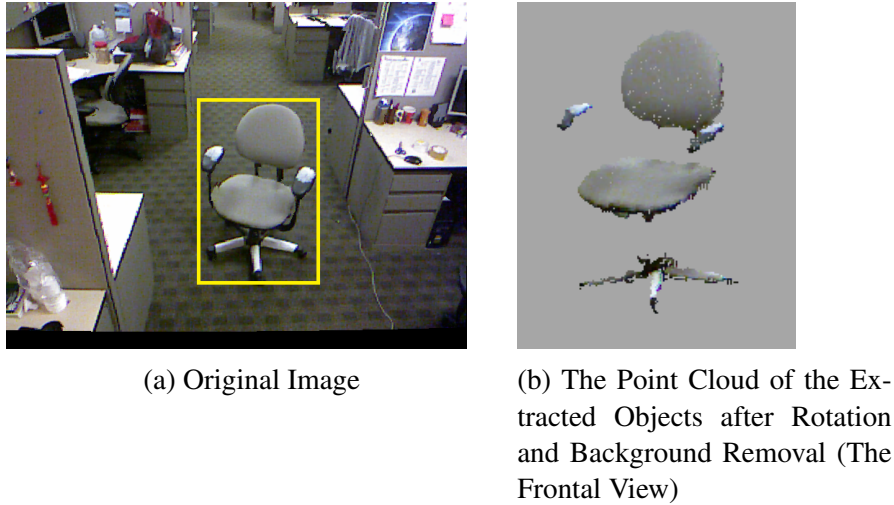 (a) Original Image
(b) The Point Cloud of the Ex-
tracted Objects after Rotation
and Background Removal (The
Frontal View)